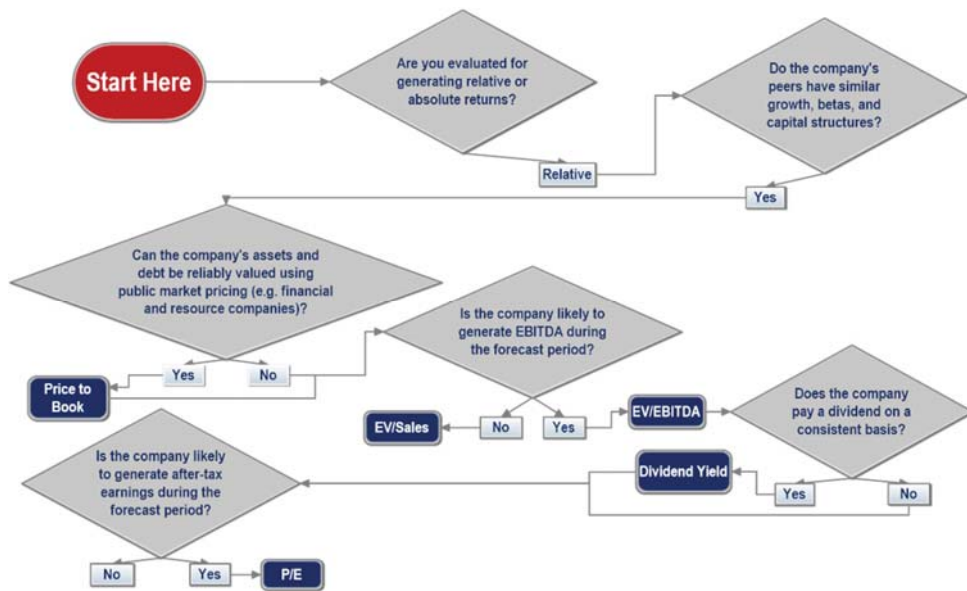 Start Here
Are you evaluated for
generating relative or
absolute returns?
Relative
Do the company's
peers have similar
growth, betas, and
capital structures?
Yes
Can the company's assets and
debt be reliably valued using
public market pricing (e.g. financial
and resource companies)?
Yes
No
Price to
Book
Is the company likely to
generate EBITDA during
the forecast period?
EV/Sales
No
Yes
EV/EBITDA
Does the company
pay a dividend on a
consistent basis?
Dividend Yield
Yes
No
Is the company likely
to generate after-tax
earnings during the
forecast period?
No
Yes
P/E